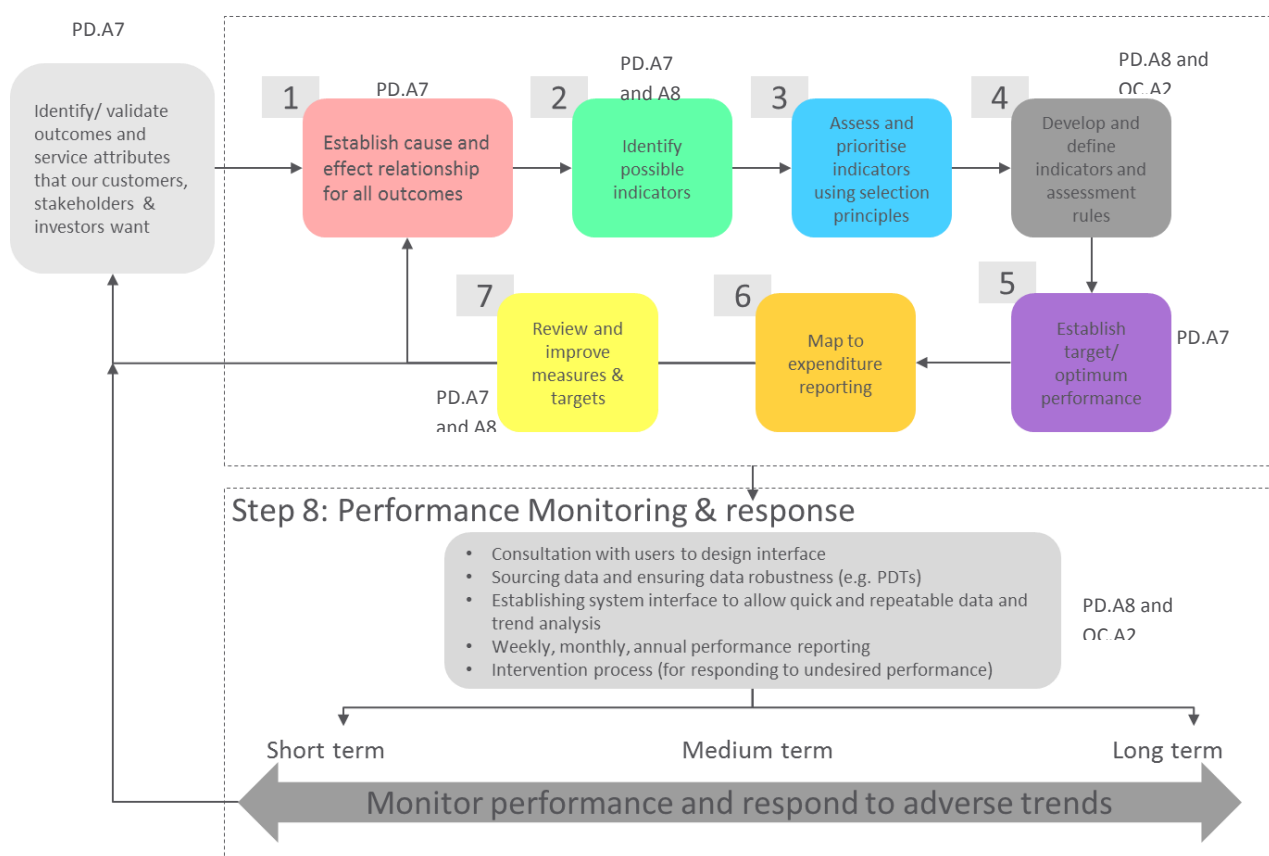 PD.A7
Identify/ validate
outcomes and
service attributes
that our customers,
stakeholders &
investors want
1
PD.A7
Establish cause and
effect relationship
for all outcomes
2
PD.A7
and A8
Identify
possible
indicators
3
Assess and
prioritise
indicators
using selection
principles
4
PD.A8 and
OC.A2
Develop and
define
indicators and
assessment
rules
5
Establish
target/
optimum
performance
PD.A7
6
Map to
expenditure
reporting
7
Review and
improve
measures &
targets
PD.A7
and A8
Step 8: Performance Monitoring & response
• Consultation with users to design interface
• Sourcing data and ensuring data robustness (e.g. PDTs)
• Establishing system interface to allow quick and repeatable data and
trend analysis
• Weekly, monthly, annual performance reporting
• Intervention process (for responding to undesired performance)
PD.A8 and
OC.A2
Short term
Medium term
Long term
Monitor performance and respond to adverse trends